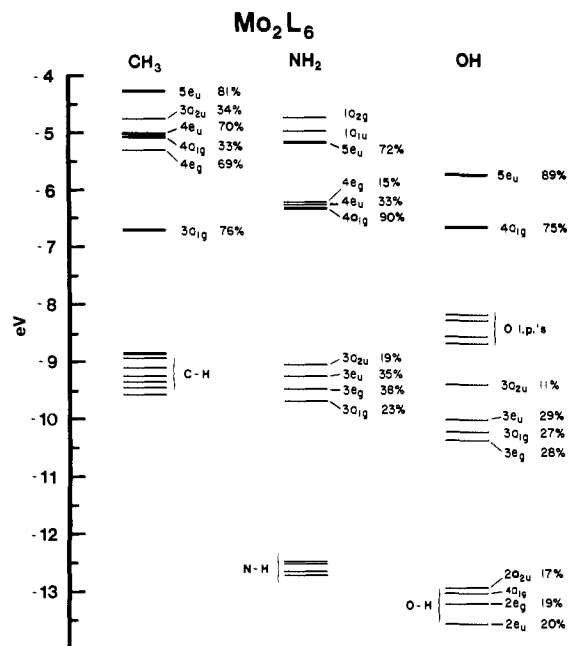 Mo₂L₆
CH₃ NH₂ OH
eV
-4
-5
-6
-7
-8
-9
-10
-11
-12
-13
5eᵤ 81%
3a₂ᵤ 34%
4eᵤ 70%
4a₁g 33%
4eg 69%
3a₁g 76%
C-H
1a₂g
1a₁ᵤ
5eᵤ 72%
4eg 15%
4eᵤ 33%
4a₁g 90%
3a₂ᵤ 19%
3eᵤ 35%
3eg 38%
3a₁g 23%
N-H
5eᵤ 89%
4a₁g 75%
O l.p.'s
3a₂ᵤ 11%
3eᵤ 29%
3a₁g 27%
3eg 28%
O-H
2a₂ᵤ 17%
4a₁g
2eg 19%
2eᵤ 20%